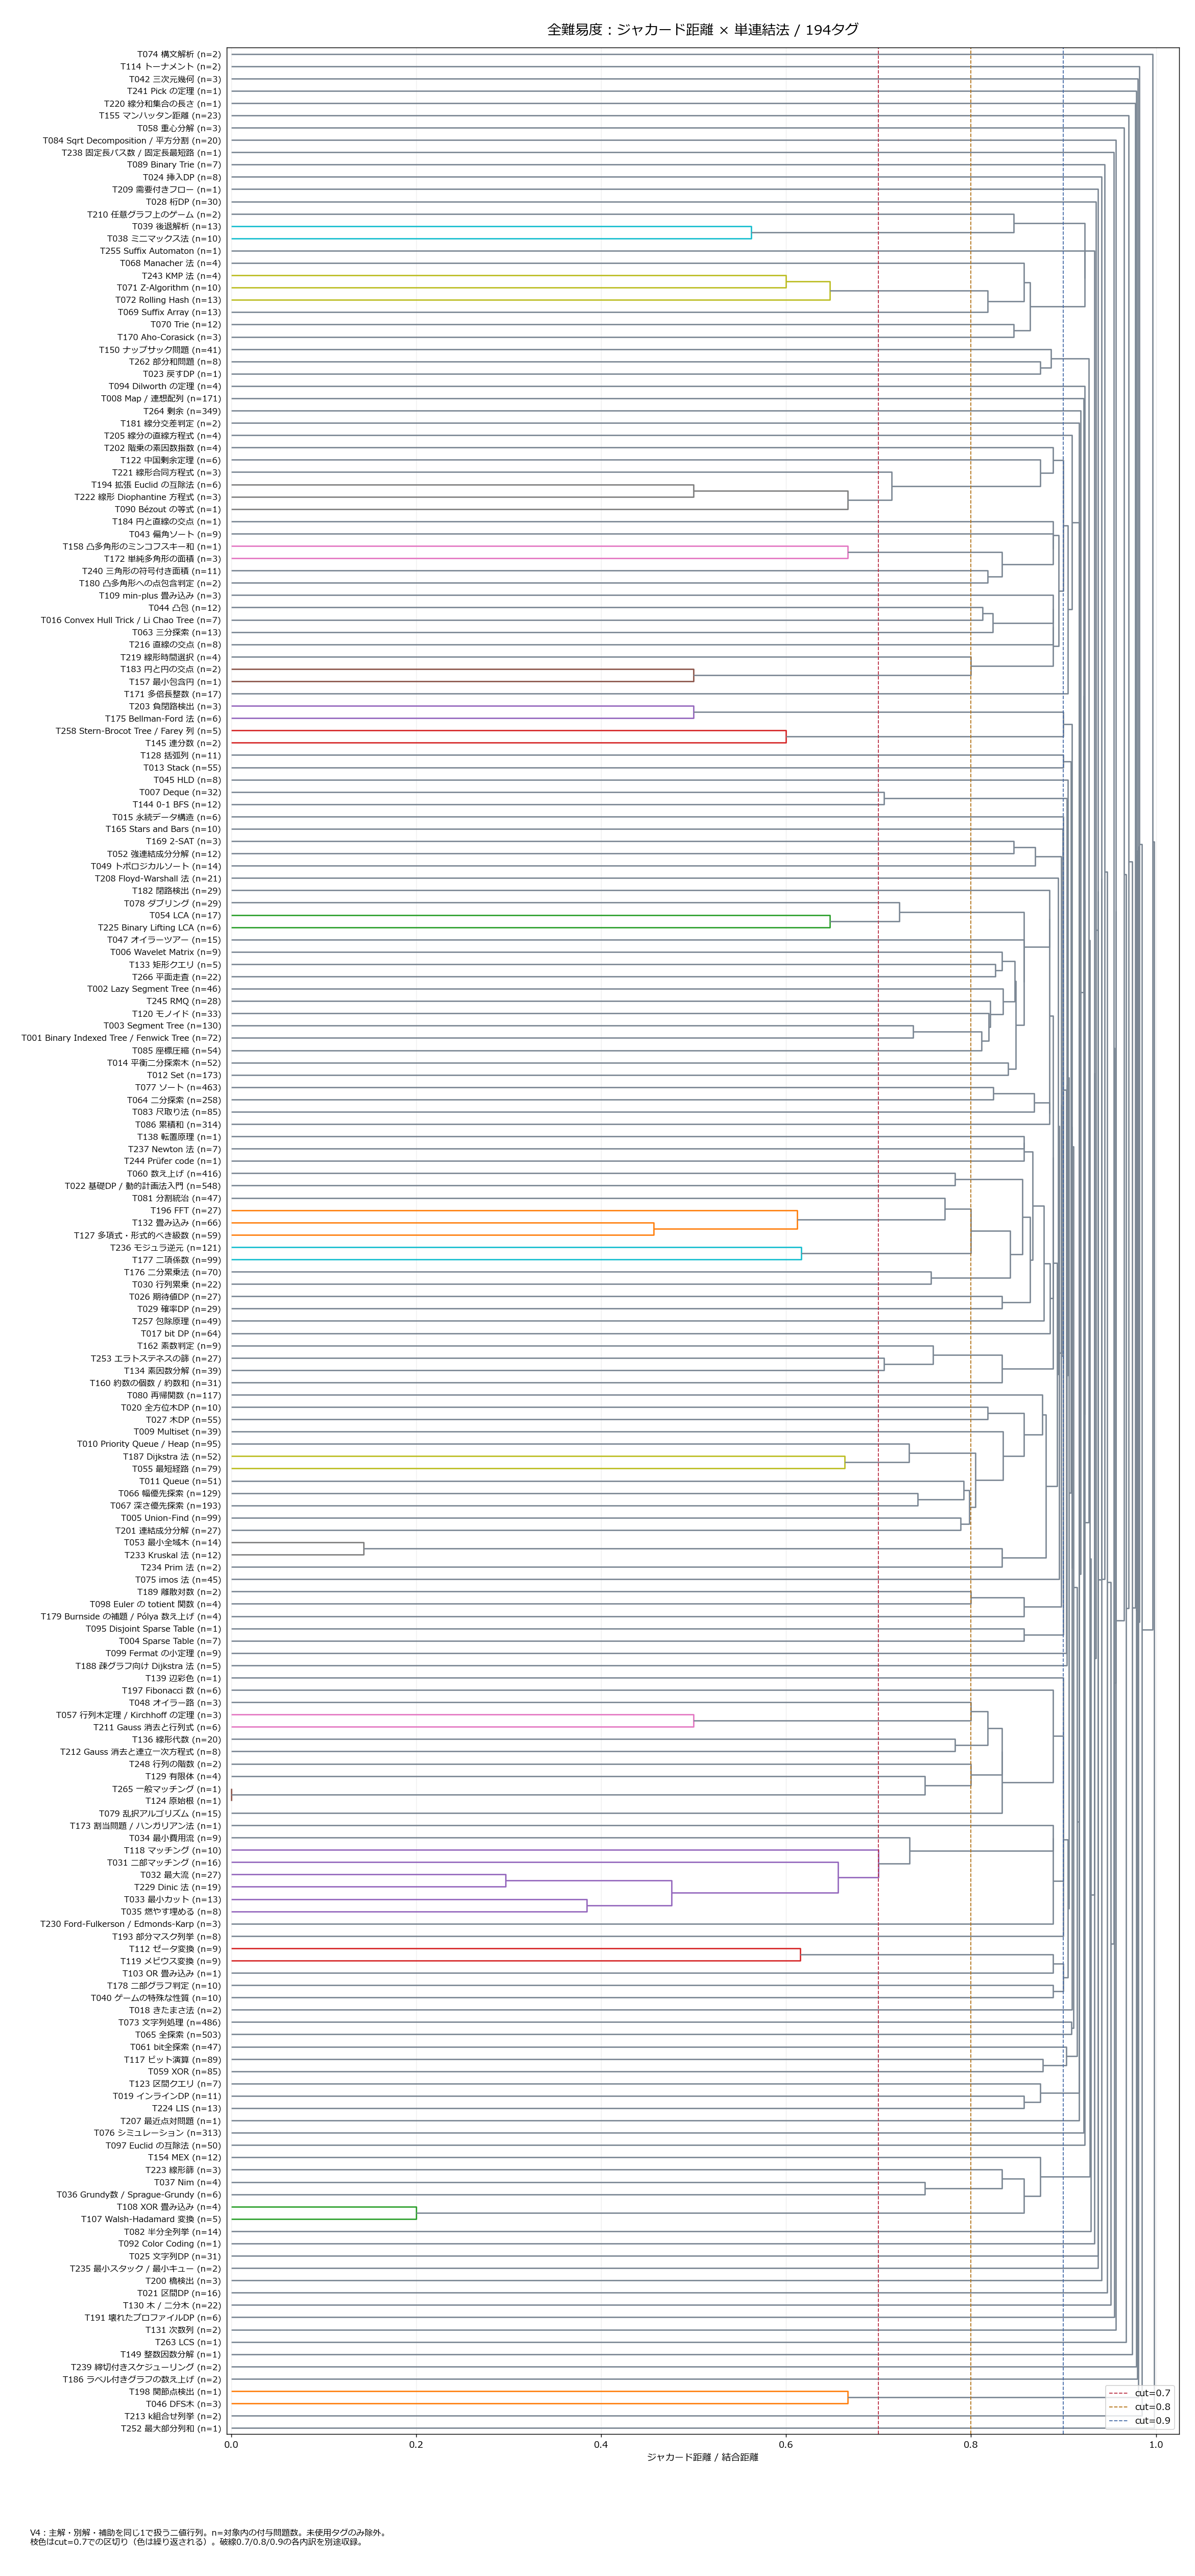 全難易度：ジャカード距離 × 単連結法 / 194タグ
T074 構文解析 (n=2)
T114 トーナメント (n=2)
T042 三次元幾何 (n=3)
T241 Pick の定理 (n=1)
T220 線分和集合の長さ (n=1)
T155 マンハッタン距離 (n=23)
T058 重心分解 (n=3)
T084 Sqrt Decomposition / 平方分割 (n=20)
T238 固定長パス数 / 固定長最短路 (n=1)
T089 Binary Trie (n=7)
T024 挿入DP (n=8)
T209 需要付きフロー (n=1)
T028 桁DP (n=30)
T210 任意グラフ上のゲーム (n=2)
T039 後退解析 (n=13)
T038 ミニマックス法 (n=10)
T255 Suffix Automaton (n=1)
T068 Manacher 法 (n=4)
T243 KMP 法 (n=4)
T071 Z-Algorithm (n=10)
T072 Rolling Hash (n=13)
T069 Suffix Array (n=13)
T070 Trie (n=12)
T170 Aho-Corasick (n=3)
T150 ナップサック問題 (n=41)
T262 部分和問題 (n=8)
T023 戻すDP (n=1)
T094 Dilworth の定理 (n=4)
T008 Map / 連想配列 (n=171)
T264 剰余 (n=349)
T181 線分交差判定 (n=2)
T205 線分の直線方程式 (n=4)
T202 階乗の素因数指数 (n=4)
T122 中国剰余定理 (n=6)
T221 線形合同方程式 (n=3)
T194 拡張 Euclid の互除法 (n=6)
T222 線形 Diophantine 方程式 (n=3)
T090 Bézout の等式 (n=1)
T184 円と直線の交点 (n=1)
T043 偏角ソート (n=9)
T158 凸多角形のミンコフスキー和 (n=1)
T172 単純多角形の面積 (n=3)
T240 三角形の符号付き面積 (n=11)
T180 凸多角形への点包含判定 (n=2)
T109 min-plus 畳み込み (n=3)
T044 凸包 (n=12)
T016 Convex Hull Trick / Li Chao Tree (n=7)
T063 三分探索 (n=13)
T216 直線の交点 (n=8)
T219 線形時間選択 (n=4)
T183 円と円の交点 (n=2)
T157 最小包含円 (n=1)
T171 多倍長整数 (n=17)
T203 負閉路検出 (n=3)
T175 Bellman-Ford 法 (n=6)
T258 Stern-Brocot Tree / Farey 列 (n=5)
T145 連分数 (n=2)
T128 括弧列 (n=11)
T013 Stack (n=55)
T045 HLD (n=8)
T007 Deque (n=32)
T144 0-1 BFS (n=12)
T015 永続データ構造 (n=6)
T165 Stars and Bars (n=10)
T169 2-SAT (n=3)
T052 強連結成分分解 (n=12)
T049 トポロジカルソート (n=14)
T208 Floyd-Warshall 法 (n=21)
T182 閉路検出 (n=29)
T078 ダブリング (n=29)
T054 LCA (n=17)
T225 Binary Lifting LCA (n=6)
T047 オイラーツアー (n=15)
T006 Wavelet Matrix (n=9)
T133 矩形クエリ (n=5)
T266 平面走査 (n=22)
T002 Lazy Segment Tree (n=46)
T245 RMQ (n=28)
T120 モノイド (n=33)
T003 Segment Tree (n=130)
T001 Binary Indexed Tree / Fenwick Tree (n=72)
T085 座標圧縮 (n=54)
T014 平衡二分探索木 (n=52)
T012 Set (n=173)
T077 ソート (n=463)
T064 二分探索 (n=258)
T083 尺取り法 (n=85)
T086 累積和 (n=314)
T138 転置原理 (n=1)
T237 Newton 法 (n=7)
T244 Prüfer code (n=1)
T060 数え上げ (n=416)
T022 基礎DP / 動的計画法入門 (n=548)
T081 分割統治 (n=47)
T196 FFT (n=27)
T132 畳み込み (n=66)
T127 多項式・形式的べき級数 (n=59)
T236 モジュラ逆元 (n=121)
T177 二項係数 (n=99)
T176 二分累乗法 (n=70)
T030 行列累乗 (n=22)
T026 期待値DP (n=27)
T029 確率DP (n=29)
T257 包除原理 (n=49)
T017 bit DP (n=64)
T162 素数判定 (n=9)
T253 エラトステネスの篩 (n=27)
T134 素因数分解 (n=39)
T160 約数の個数 / 約数和 (n=31)
T080 再帰関数 (n=117)
T020 全方位木DP (n=10)
T027 木DP (n=55)
T009 Multiset (n=39)
T010 Priority Queue / Heap (n=95)
T187 Dijkstra 法 (n=52)
T055 最短経路 (n=79)
T011 Queue (n=51)
T066 幅優先探索 (n=129)
T067 深さ優先探索 (n=193)
T005 Union-Find (n=99)
T201 連結成分分解 (n=27)
T053 最小全域木 (n=14)
T233 Kruskal 法 (n=12)
T234 Prim 法 (n=2)
T075 imos 法 (n=45)
T189 離散対数 (n=2)
T098 Euler の totient 関数 (n=4)
T179 Burnside の補題 / Pólya 数え上げ (n=4)
T095 Disjoint Sparse Table (n=1)
T004 Sparse Table (n=7)
T099 Fermat の小定理 (n=9)
T188 疎グラフ向け Dijkstra 法 (n=5)
T139 辺彩色 (n=1)
T197 Fibonacci 数 (n=6)
T048 オイラー路 (n=3)
T057 行列木定理 / Kirchhoff の定理 (n=3)
T211 Gauss 消去と行列式 (n=6)
T136 線形代数 (n=20)
T212 Gauss 消去と連立一次方程式 (n=8)
T248 行列の階数 (n=2)
T129 有限体 (n=4)
T265 一般マッチング (n=1)
T124 原始根 (n=1)
T079 乱択アルゴリズム (n=15)
T173 割当問題 / ハンガリアン法 (n=1)
T034 最小費用流 (n=9)
T118 マッチング (n=10)
T031 二部マッチング (n=16)
T032 最大流 (n=27)
T229 Dinic 法 (n=19)
T033 最小カット (n=13)
T035 燃やす埋める (n=8)
T230 Ford-Fulkerson / Edmonds-Karp (n=3)
T193 部分マスク列挙 (n=8)
T112 ゼータ変換 (n=9)
T119 メビウス変換 (n=9)
T103 OR 畳み込み (n=1)
T178 二部グラフ判定 (n=10)
T040 ゲームの特殊な性質 (n=10)
T018 きたまさ法 (n=2)
T073 文字列処理 (n=486)
T065 全探索 (n=503)
T061 bit全探索 (n=47)
T117 ビット演算 (n=89)
T059 XOR (n=85)
T123 区間クエリ (n=7)
T019 インラインDP (n=11)
T224 LIS (n=13)
T207 最近点対問題 (n=1)
T076 シミュレーション (n=313)
T097 Euclid の互除法 (n=50)
T154 MEX (n=12)
T223 線形篩 (n=3)
T037 Nim (n=4)
T036 Grundy数 / Sprague-Grundy (n=6)
T108 XOR 畳み込み (n=4)
T107 Walsh-Hadamard 変換 (n=5)
T082 半分全列挙 (n=14)
T092 Color Coding (n=1)
T025 文字列DP (n=31)
T235 最小スタック / 最小キュー (n=2)
T200 橋検出 (n=3)
T021 区間DP (n=16)
T130 木 / 二分木 (n=22)
T191 壊れたプロファイルDP (n=6)
T131 次数列 (n=2)
T263 LCS (n=1)
T149 整数因数分解 (n=1)
T239 締切付きスケジューリング (n=2)
T186 ラベル付きグラフの数え上げ (n=2)
T198 関節点検出 (n=1)
T046 DFS木 (n=3)
T213 k組合せ列挙 (n=2)
T252 最大部分列和 (n=1)
cut=0.7
cut=0.8
cut=0.9
0.0 0.2 0.4 0.6 0.8 1.0
ジャカード距離 / 結合距離
V4：主解・別解・補助を同じ1で扱う二値行列。n=対象内の付与問題数。未使用タグのみ除外。
枝色はcut=0.7での区切り（色は繰り返される）。破線0.7/0.8/0.9の各内訳を別途収録。